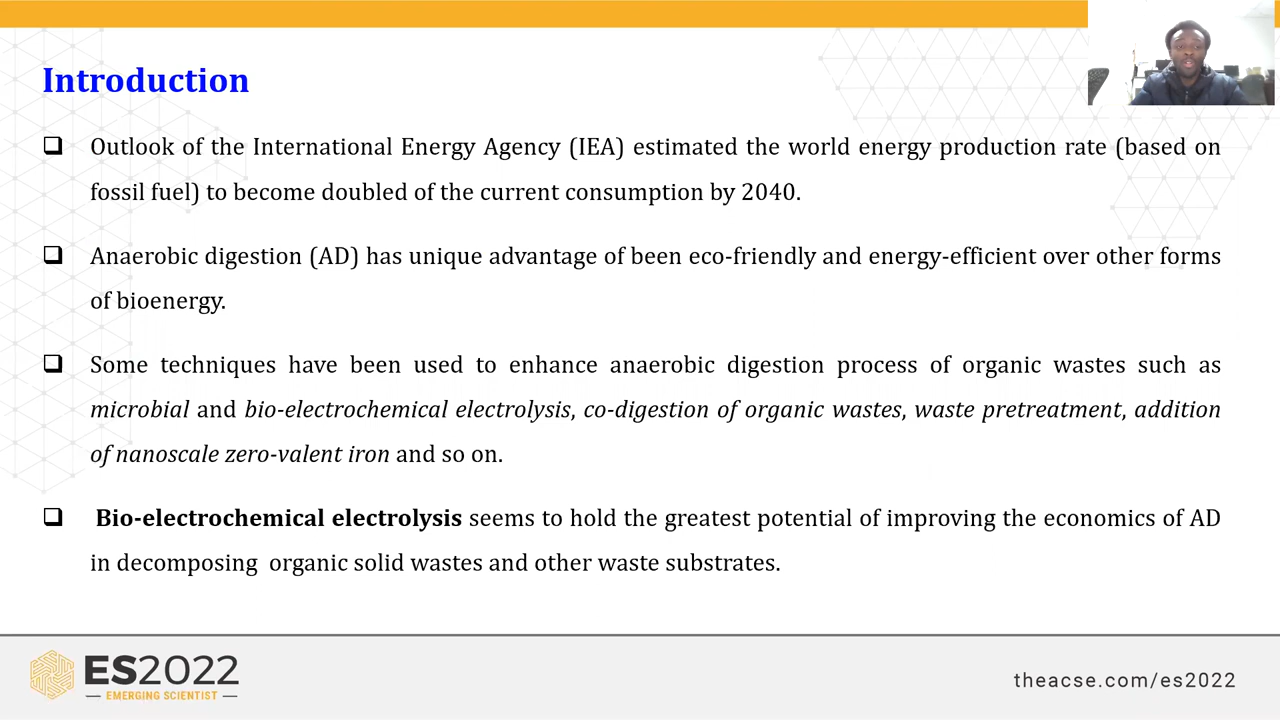 Introduction
Outlook of the International Energy Agency (IEA) estimated the world energy production rate (based on
fossil fuel) to become doubled of the current consumption by 2040.
Anaerobic digestion (AD) has unique advantage of been eco-friendly and energy-efficient over other forms
of bioenergy.
Some techniques have been used to enhance anaerobic digestion process of organic wastes such as
microbial and bio-electrochemical electrolysis, co-digestion of organic wastes, waste pretreatment, addition
of nanoscale zero-valent iron and so on.
Bio-electrochemical electrolysis seems to hold the greatest potential of improving the economics of AD
in decomposing  organic solid wastes and other waste substrates.
ES2022
EMERGING SCIENTIST
theacse.com/es2022